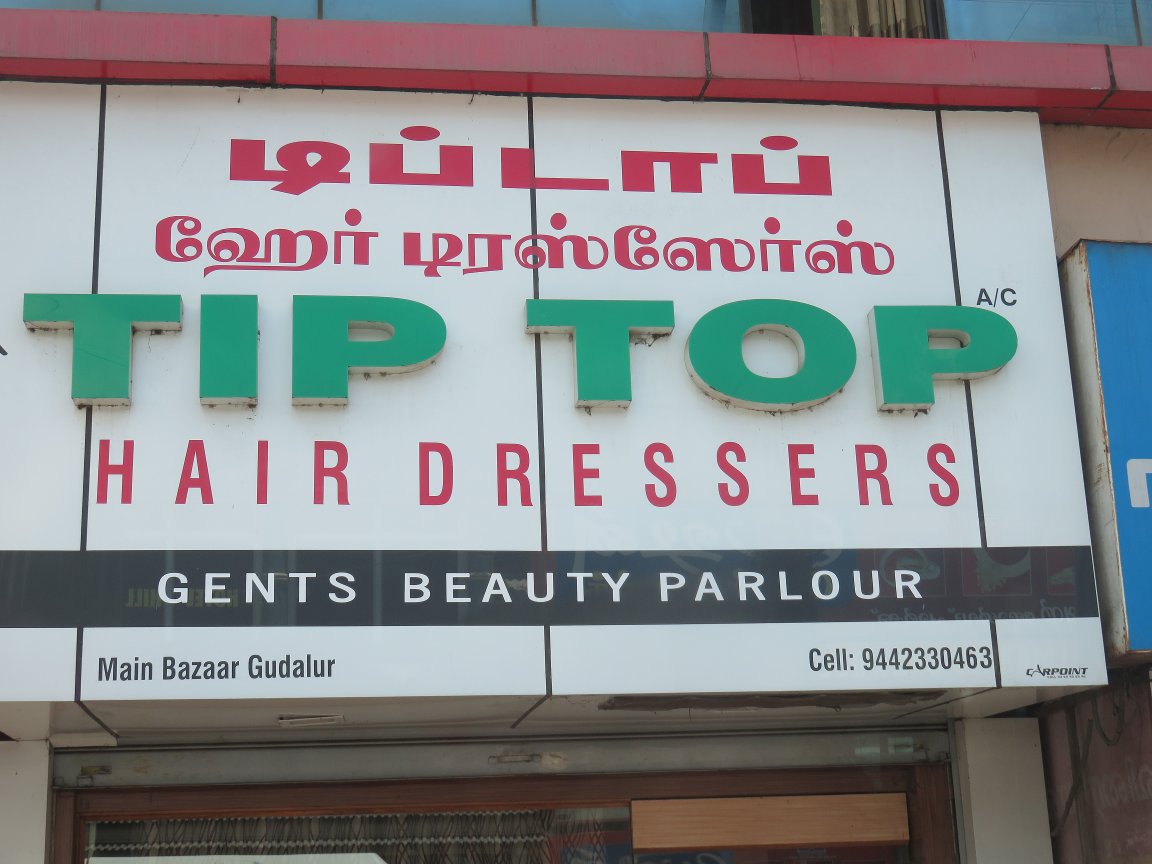 டிப்டாப்
ஹேர் டிரஸ்ஸேர்ஸ்
TIP TOP A/C
HAIR DRESSERS
GENTS BEAUTY PARLOUR
Main Bazaar Gudalur Cell: 9442330463
CARPOINT